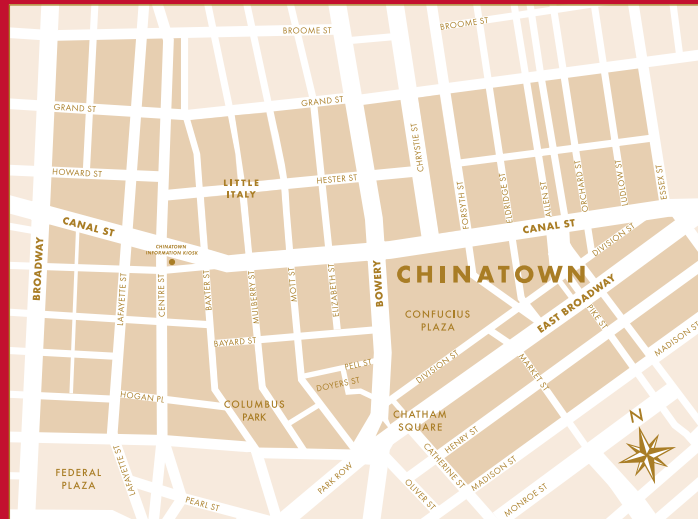 BROOME ST
BROOME ST
GRAND ST
GRAND ST
CHRYSTIE ST
HOWARD ST
LITTLE
ITALY
HESTER ST
FORSYTH ST
ELDRIDGE ST
ALLEN ST
ORCHARD ST
LUDLOW ST
ESSEX ST
CANAL ST
CANAL ST
DIVISION ST
CHINATOWN
INFORMATION KIOSK
BROADWAY
LAFAYETTE ST
CENTRE ST
BAXTER ST
MULBERRY ST
MOTT ST
ELIZABETH ST
BOWERY
CHINATOWN
CONFUCIUS
PLAZA
EAST BROADWAY
PIKE ST
MADISON ST
BAYARD ST
PELL ST
DOYERS ST
DIVISION ST
MARKET ST
HOGAN PL
COLUMBUS
PARK
CHATHAM
SQUARE
HENRY ST
CATHERINE ST
MADISON ST
N
FEDERAL
PLAZA
LAFAYETTE ST
PEARL ST
PARK ROW
OLIVER ST
MONROE ST